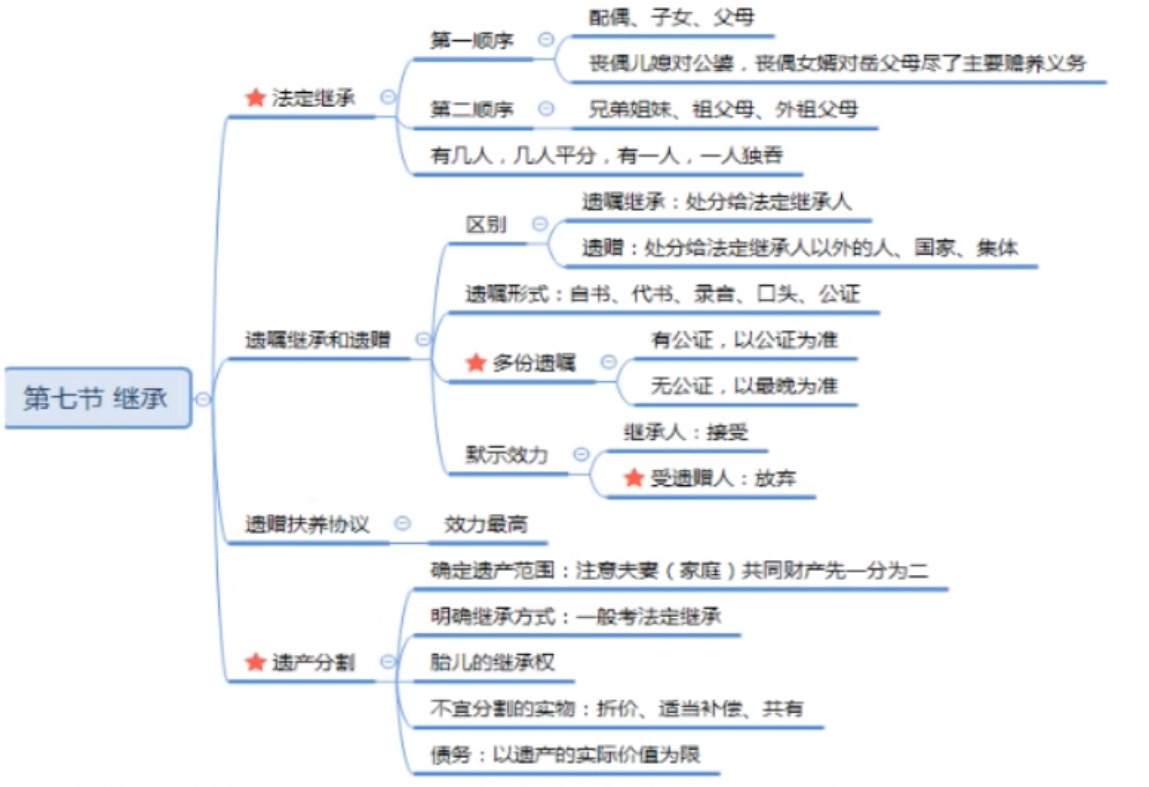 第七节 继承
法定继承
第一顺序
配偶、子女、父母
丧偶儿媳对公婆，丧偶女婿对岳父母尽了主要赡养义务
第二顺序
兄弟姐妹、祖父母、外祖父母
有几人，几人平分，有一人，一人独吞
遗嘱继承和遗赠
区别
遗嘱继承：处分给法定继承人
遗赠：处分给法定继承人以外的人、国家、集体
遗嘱形式：自书、代书、录音、口头、公证
多份遗嘱
有公证，以公证为准
无公证，以最晚为准
默示效力
继承人：接受
受遗赠人：放弃
遗赠扶养协议
效力最高
遗产分割
确定遗产范围：注意夫妻（家庭）共同财产先一分为二
明确继承方式：一般考法定继承
胎儿的继承权
不宜分割的实物：折价、适当补偿、共有
债务：以遗产的实际价值为限